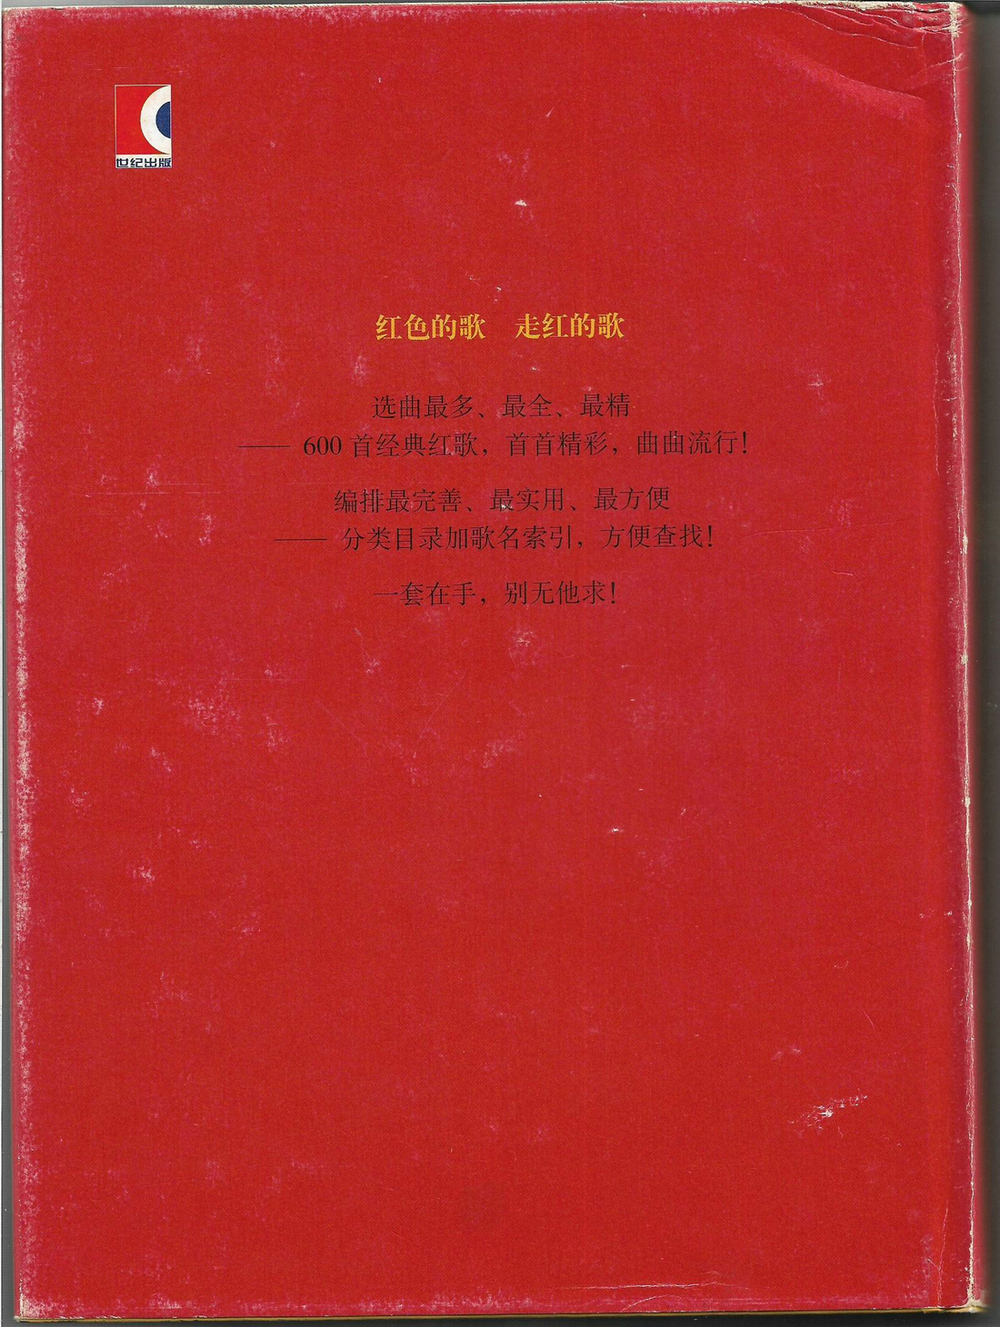 世纪出版
红色的歌 走红的歌
选曲最多、最全、最精
—— 600 首经典红歌，首首精彩，曲曲流行！
编排最完善、最实用、最方便
—— 分类目录加歌名索引，方便查找！
一套在手，别无他求！